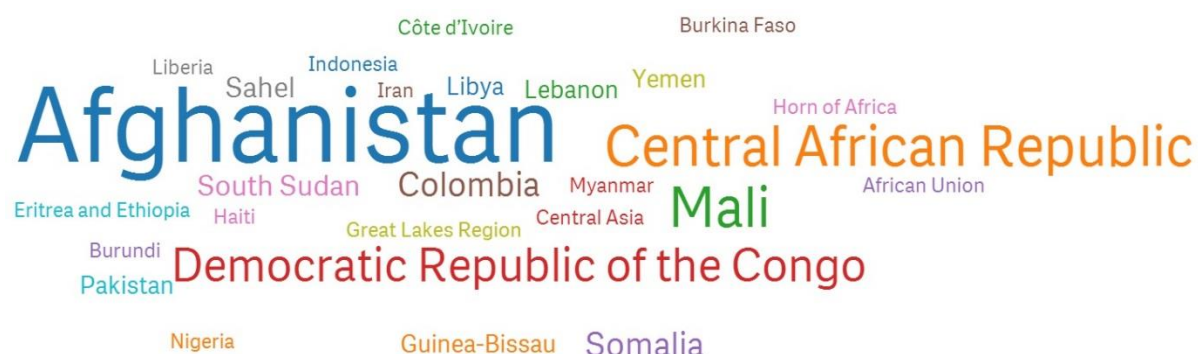 Côte d’Ivoire
Burkina Faso
Liberia
Indonesia
Sahel
Iran
Libya
Lebanon
Yemen
Horn of Africa
Afghanistan
Central African Republic
South Sudan
Colombia
Myanmar
Mali
African Union
Eritrea and Ethiopia
Haiti
Great Lakes Region
Central Asia
Burundi
Democratic Republic of the Congo
Pakistan
Nigeria
Guinea-Bissau
Somalia